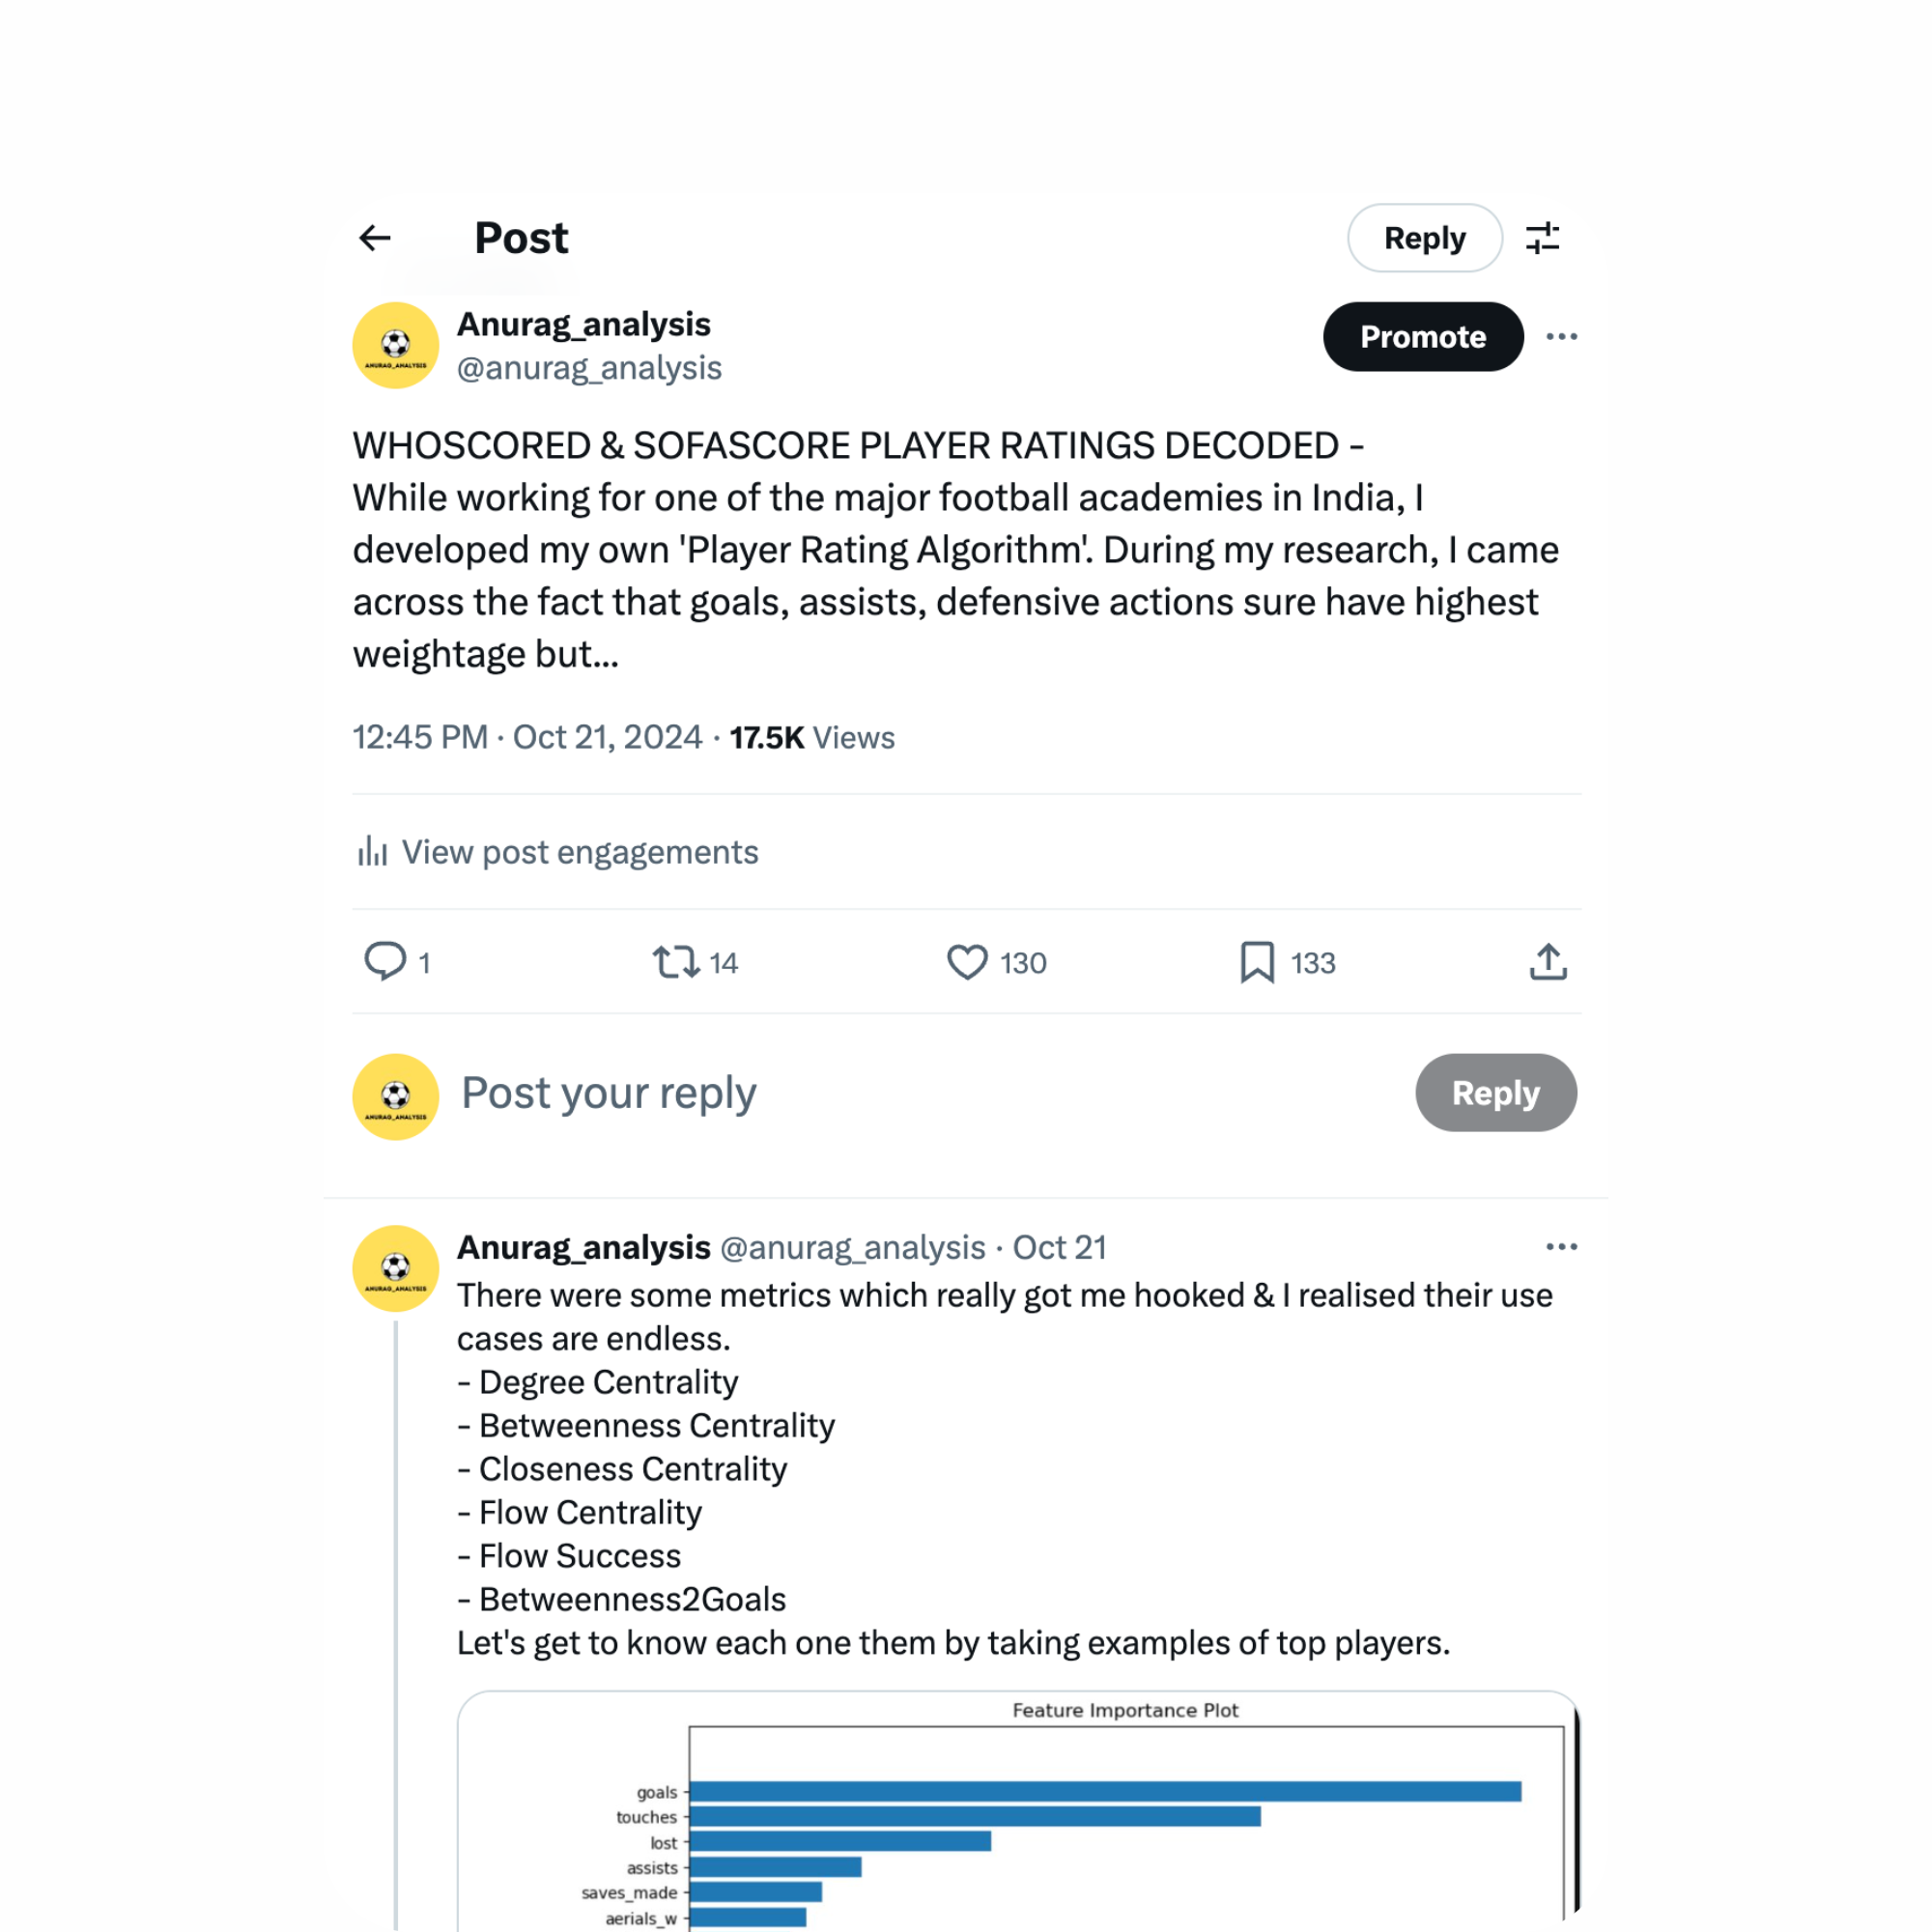 Post
Reply
ANURAG_ANALYSIS
Anurag_analysis
@anurag_analysis
Promote
WHOSCORED & SOFASCORE PLAYER RATINGS DECODED -
While working for one of the major football academies in India, I
developed my own 'Player Rating Algorithm'. During my research, I came
across the fact that goals, assists, defensive actions sure have highest
weightage but...
12:45 PM · Oct 21, 2024 · 17.5K Views
View post engagements
1
14
130
133
ANURAG_ANALYSIS
Post your reply
Reply
ANURAG_ANALYSIS
Anurag_analysis @anurag_analysis · Oct 21
There were some metrics which really got me hooked & I realised their use
cases are endless.
- Degree Centrality
- Betweenness Centrality
- Closeness Centrality
- Flow Centrality
- Flow Success
- Betweenness2Goals
Let's get to know each one them by taking examples of top players.
Feature Importance Plot
goals
touches
lost
assists
saves_made
aerials_w